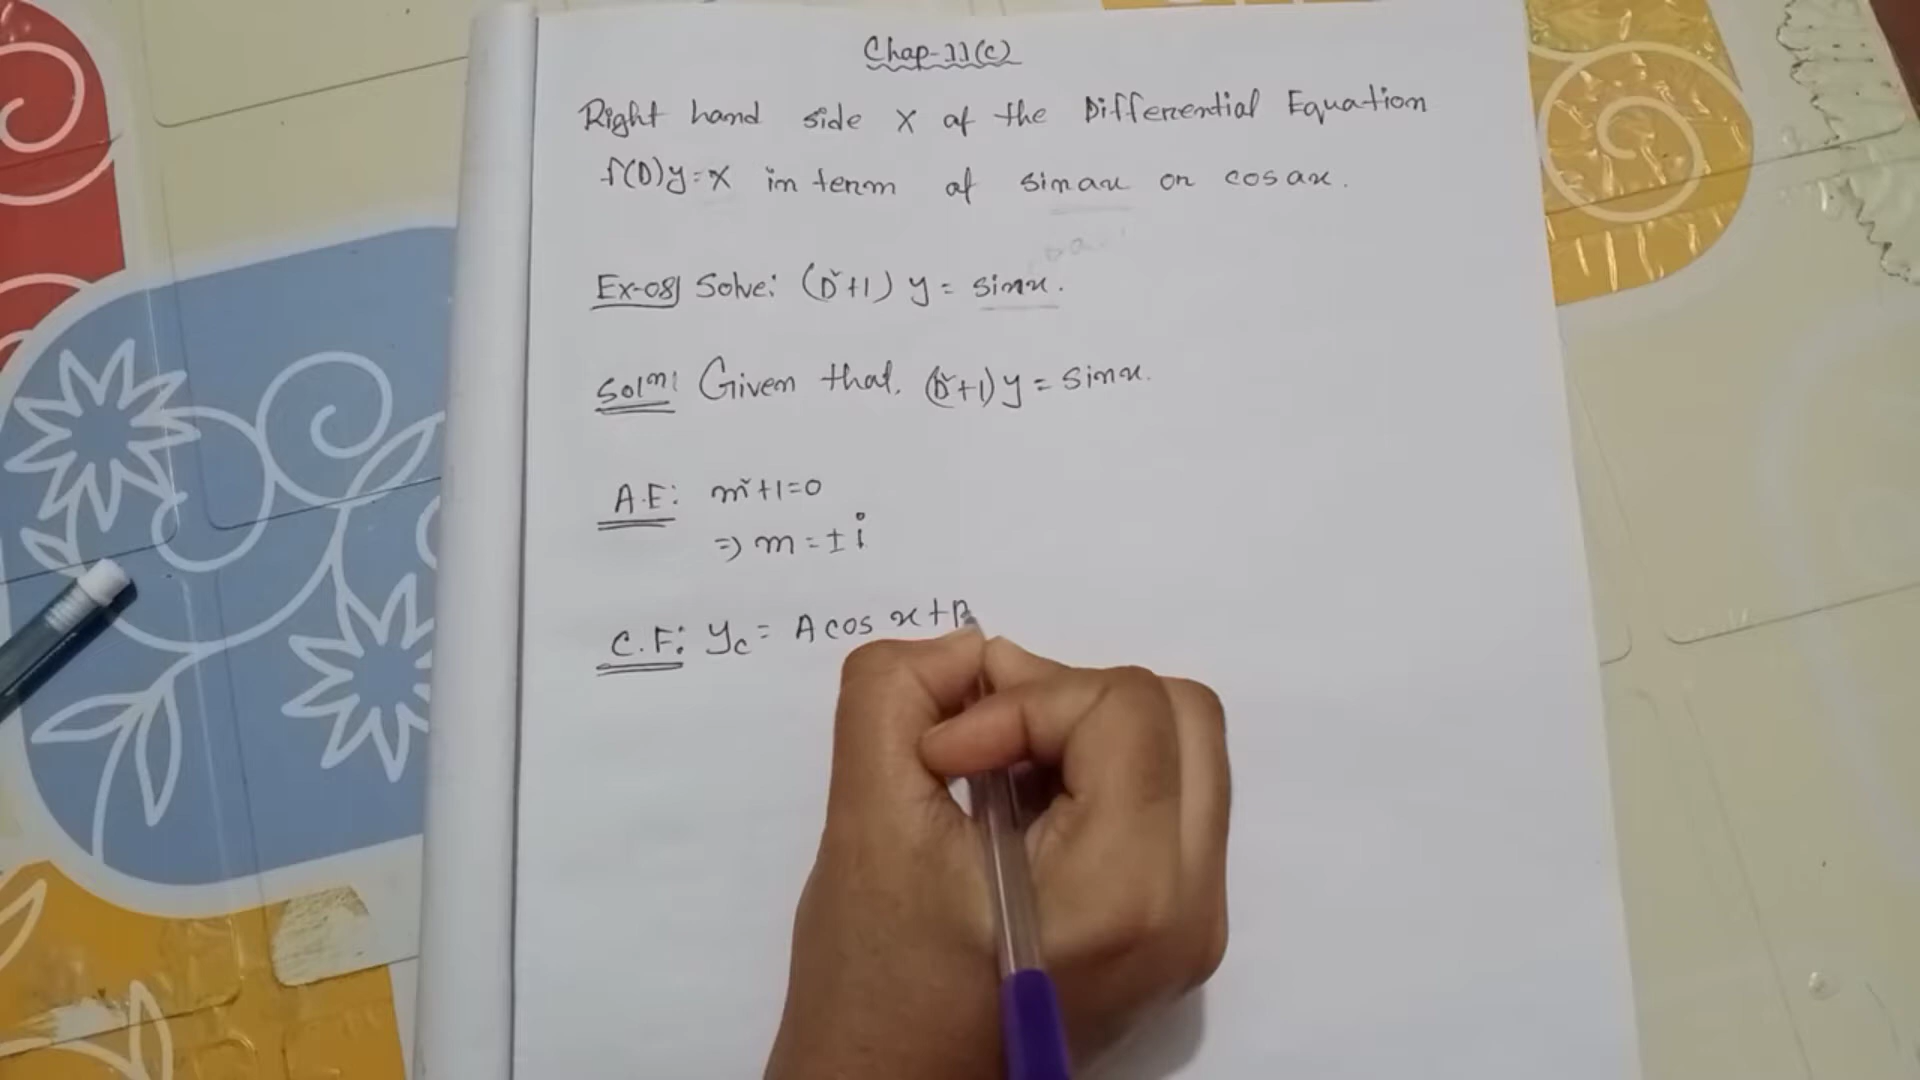 Chap-11(c)
Right hand side X of the Differential Equation
f(D)y=X in term of sinax or cosax.
Ex-08| Solve: (D²+1) y = sinx.
Solⁿ: Given that, (D²+1)y = sinx.
A.E: m²+1=0
⇒ m = ± i
C.F: yc = A cos x + B